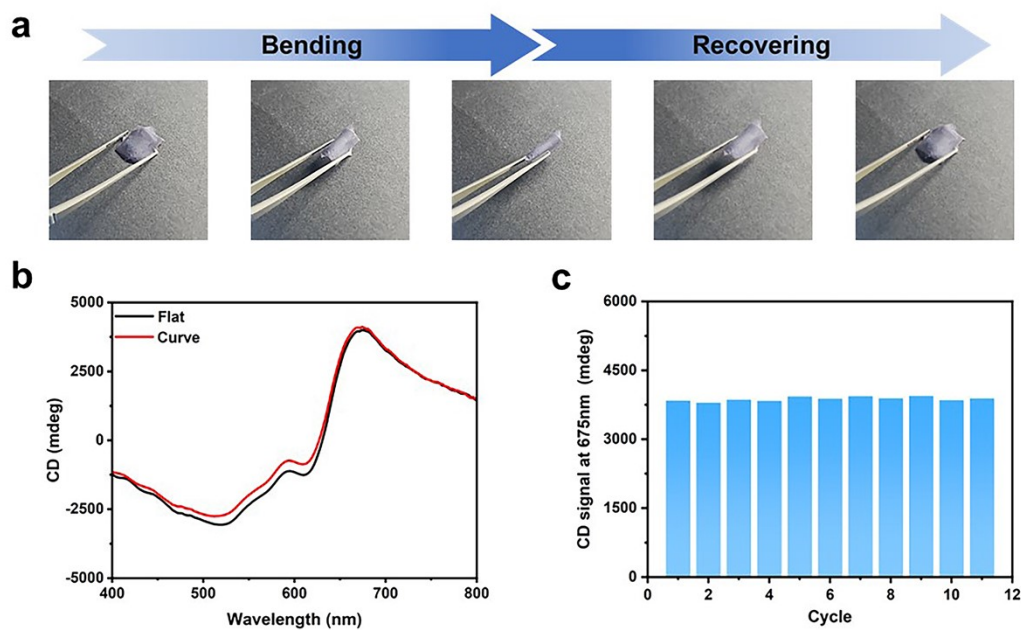 a
Bending
Recovering
b
5000
2500
0
-2500
-5000
CD (mdeg)
Flat
Curve
400
500
600
700
800
Wavelength (nm)
c
6000
4500
3000
1500
0
CD signal at 675nm (mdeg)
0
2
4
6
8
10
12
Cycle